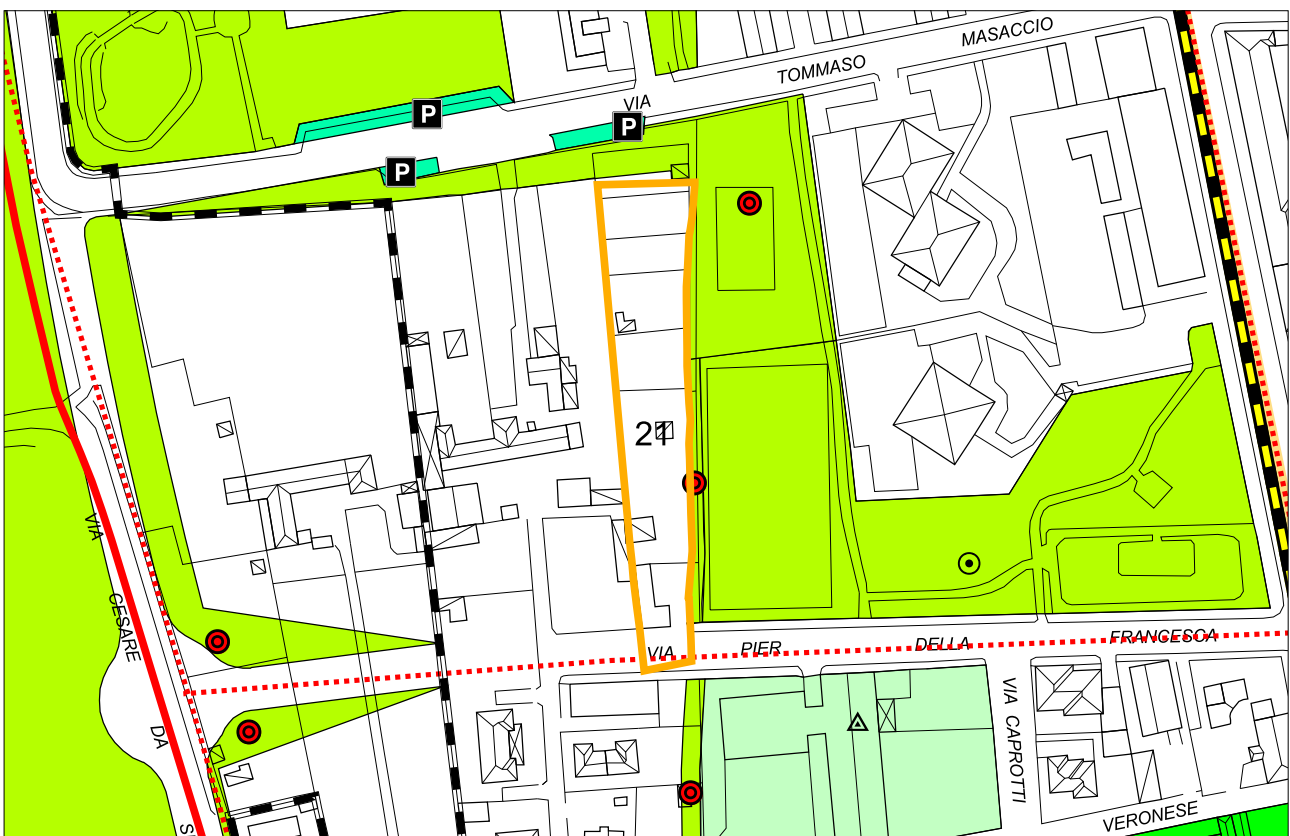 MASACCIO
TOMMASO
VIA
P
P
P
21
VIA
CESARE
DA
VIA PIER DELLA FRANCESCA
VIA CAPROTTI
VERONESE